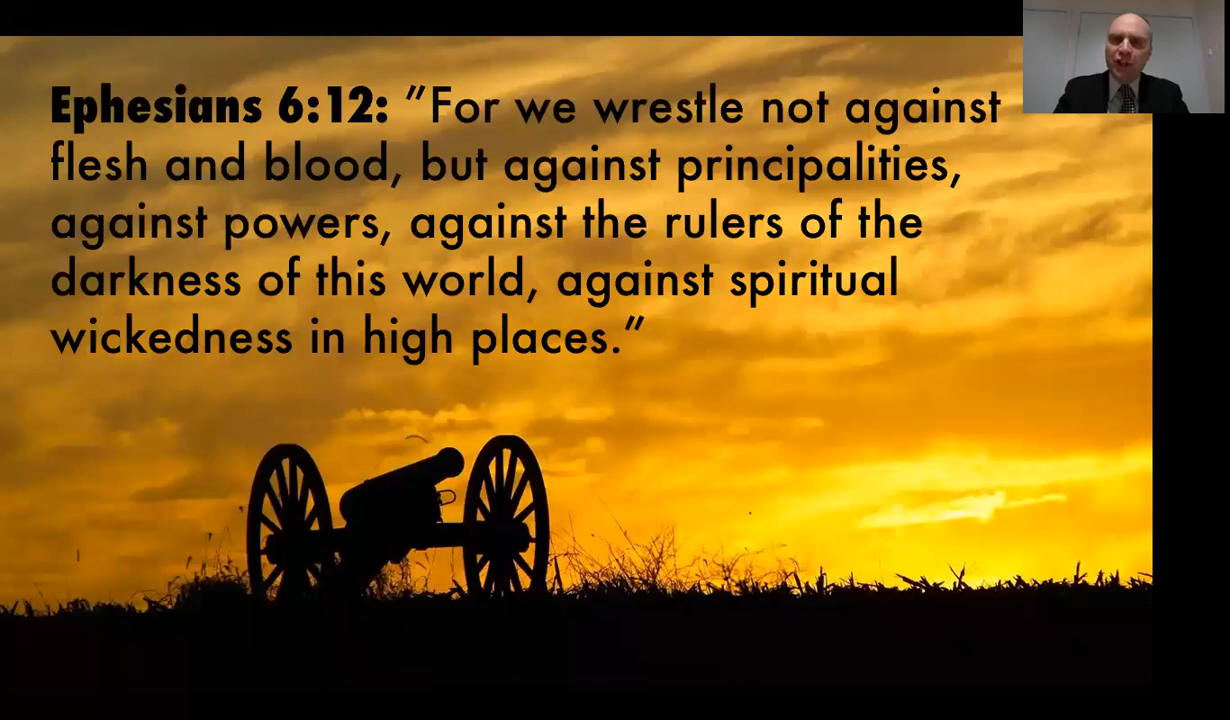 Ephesians 6:12: "For we wrestle not against
flesh and blood, but against principalities,
against powers, against the rulers of the
darkness of this world, against spiritual
wickedness in high places."